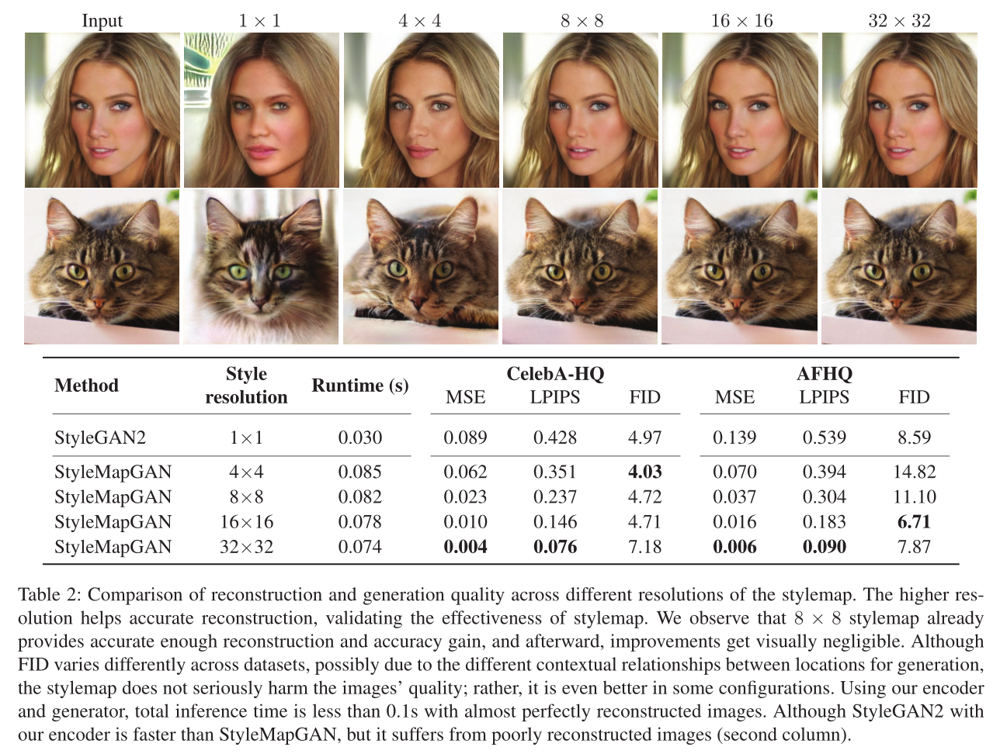 Input 1 × 1 4 × 4 8 × 8 16 × 16 32 × 32
Method Style resolution Runtime (s) CelebA-HQ AFHQ
MSE LPIPS FID MSE LPIPS FID
StyleGAN2 1×1 0.030 0.089 0.428 4.97 0.139 0.539 8.59
StyleMapGAN 4×4 0.085 0.062 0.351 4.03 0.070 0.394 14.82
StyleMapGAN 8×8 0.082 0.023 0.237 4.72 0.037 0.304 11.10
StyleMapGAN 16×16 0.078 0.010 0.146 4.71 0.016 0.183 6.71
StyleMapGAN 32×32 0.074 0.004 0.076 7.18 0.006 0.090 7.87
Table 2: Comparison of reconstruction and generation quality across different resolutions of the stylemap. The higher res-
olution helps accurate reconstruction, validating the effectiveness of stylemap. We observe that 8 × 8 stylemap already
provides accurate enough reconstruction and accuracy gain, and afterward, improvements get visually negligible. Although
FID varies differently across datasets, possibly due to the different contextual relationships between locations for generation,
the stylemap does not seriously harm the images’ quality; rather, it is even better in some configurations. Using our encoder
and generator, total inference time is less than 0.1s with almost perfectly reconstructed images. Although StyleGAN2 with
our encoder is faster than StyleMapGAN, but it suffers from poorly reconstructed images (second column).